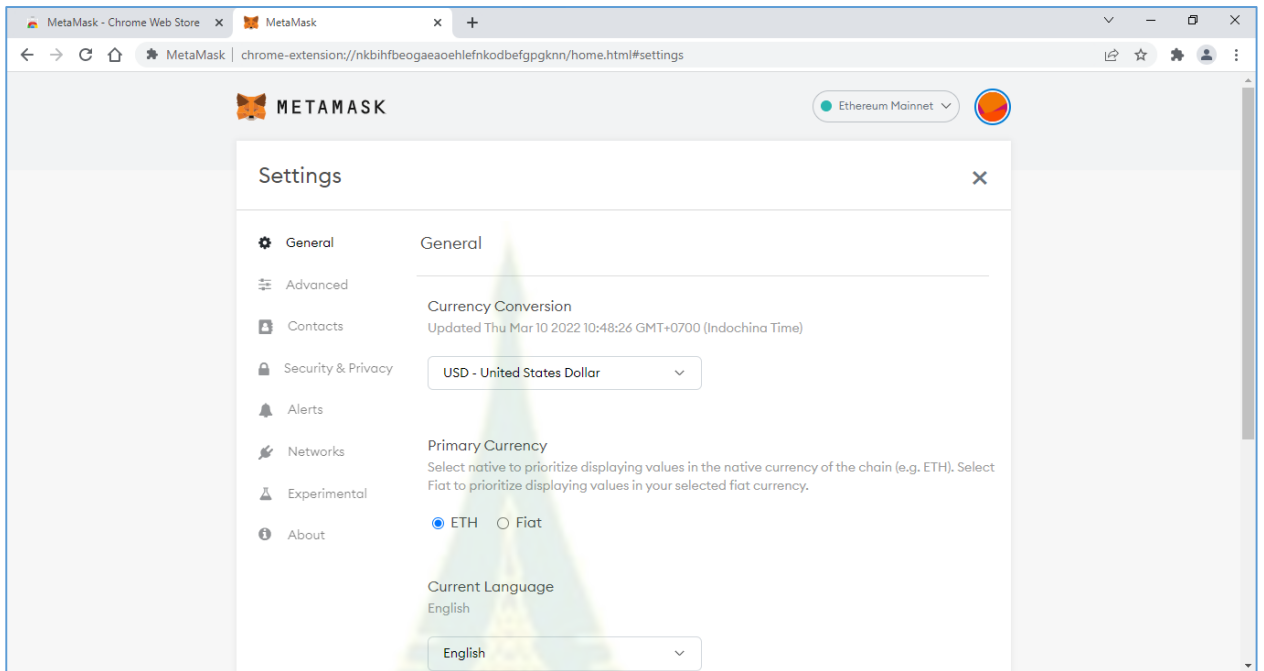 MetaMask - Chrome Web Store
MetaMask
MetaMask
chrome-extension://nkbihfbeogaeaoehlefnkodbefgpgknn/home.html#settings
METAMASK
Ethereum Mainnet
Settings
General
Advanced
Contacts
Security & Privacy
Alerts
Networks
Experimental
About
General
Currency Conversion
Updated Thu Mar 10 2022 10:48:26 GMT+0700 (Indochina Time)
USD - United States Dollar
Primary Currency
Select native to prioritize displaying values in the native currency of the chain (e.g. ETH). Select
Fiat to prioritize displaying values in your selected fiat currency.
ETH
Fiat
Current Language
English
English